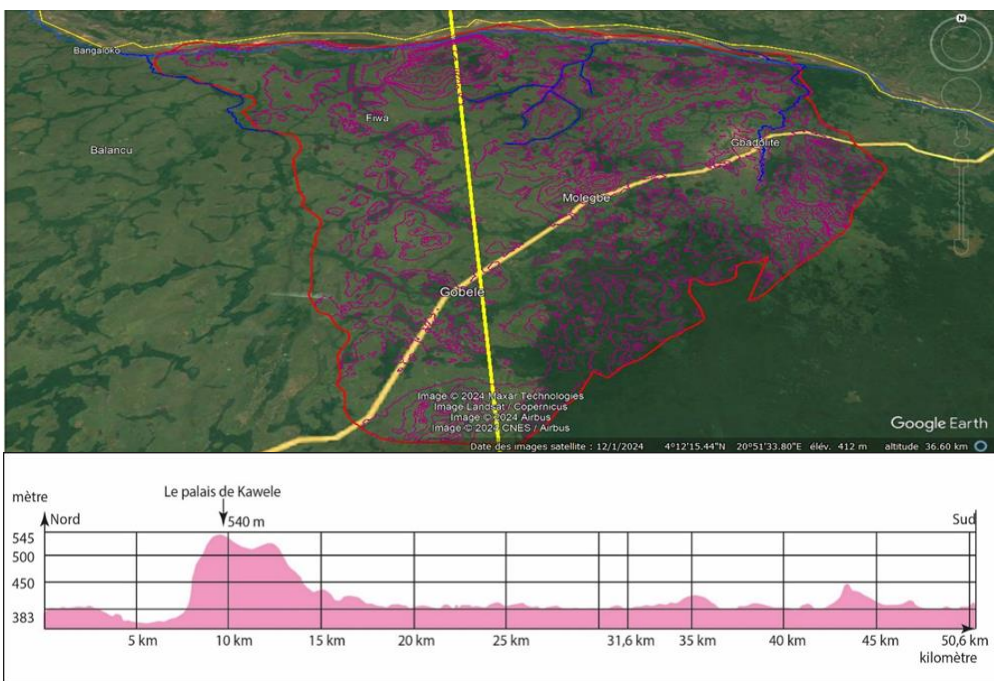 N
Bangaloko
Fiwa
Balancu
Gbadolite
Molegbe
Gobele
Image © 2024 Maxar Technologies
Image Landsat / Copernicus
Image © 2024 Airbus
Image © 2024 CNES / Airbus
Google Earth
Date des images satellite : 12/1/2024 4°12'15.44"N 20°51'33.80"E élév. 412 m altitude 36.60 km
Le palais de Kawele
mètre
540 m
Nord
Sud
545
500
450
383
5 km 10 km 15 km 20 km 25 km 31,6 km 35 km 40 km 45 km 50,6 km
kilomètre